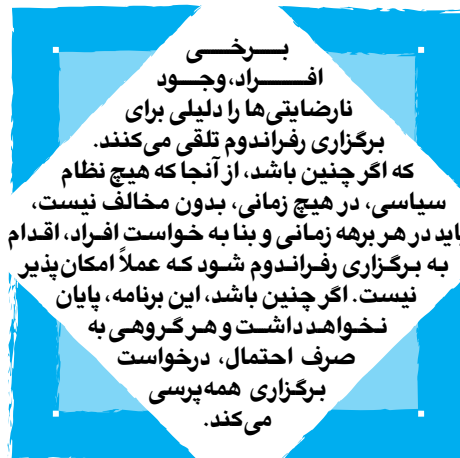 برخی
افراد، وجود
نارضایتی‌ها را دلیلی برای
برگزاری رفراندوم تلقی می‌کنند.
که اگر چنین باشد، از آنجا که هیچ نظام
سیاسی، در هیچ زمانی، بدون مخالف نیست،
باید در هر برهه زمانی و بنا به خواست افراد، اقدام
به برگزاری رفراندوم شود که عملاً امکان‌پذیر
نیست. اگر چنین باشد، این برنامه، پایان
نخواهد داشت و هر گروهی به
صرف احتمال، درخواست
برگزاری همه‌پرسی
می‌کند.